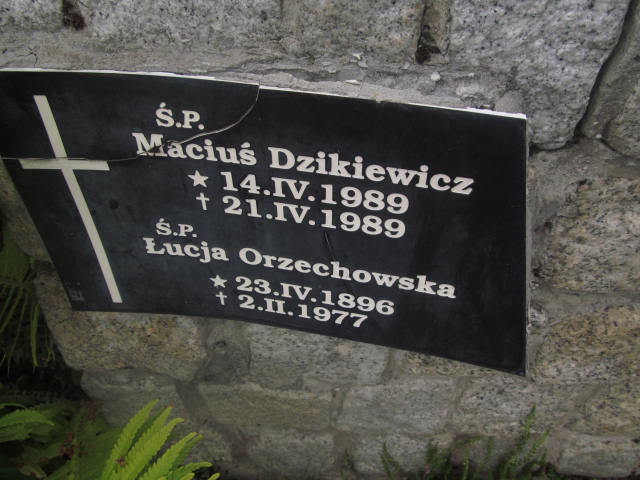 Ś.P.
Maciuś Dzikiewicz
★ 14.IV.1989
† 21.IV.1989
Ś.P.
Łucja Orzechowska
★ 23.IV.1896
† 2.II.1977